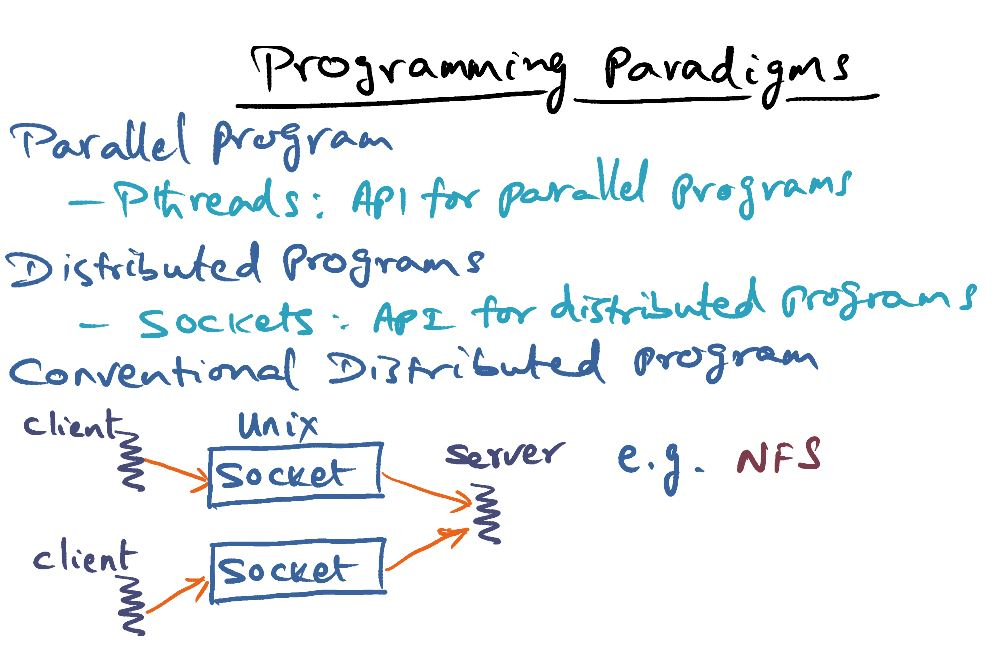 Programming Paradigms
Parallel program
- Pthreads: API for parallel programs
Distributed Programs
- Sockets: API for distributed programs
Conventional Distributed program
client
Unix
Socket
server
e.g. NFS
client
Socket